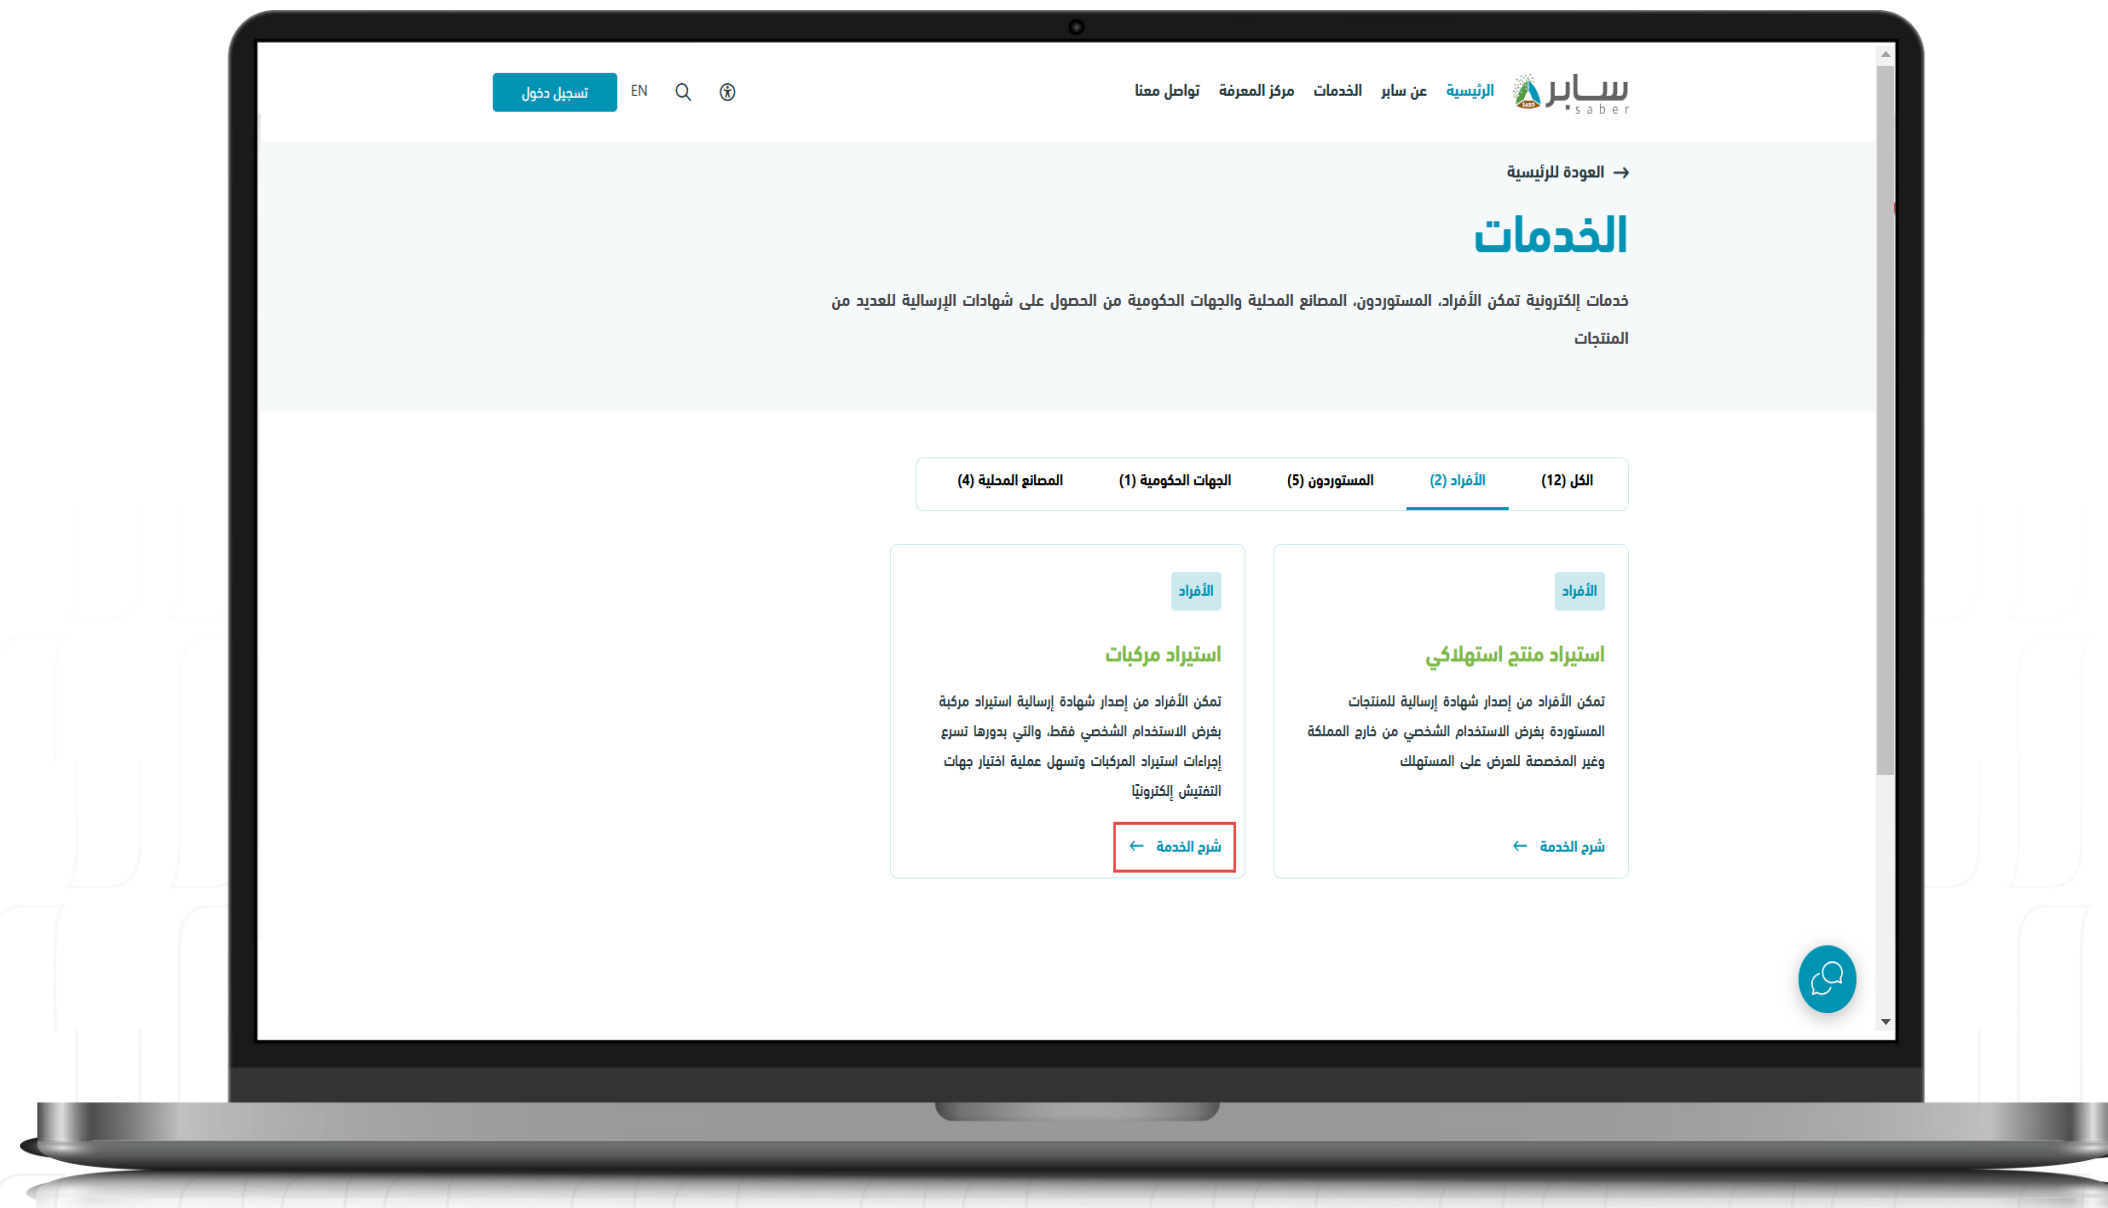 سابر
saber
SASO
الرئيسية
عن سابر
الخدمات
مركز المعرفة
تواصل معنا
EN
تسجيل دخول
العودة للرئيسية
الخدمات
خدمات إلكترونية تمكن الأفراد، المستوردون، المصانع المحلية والجهات الحكومية من الحصول على شهادات الإرسالية للعديد من
المنتجات
الكل (12)
الأفراد (2)
المستوردون (5)
الجهات الحكومية (1)
المصانع المحلية (4)
الأفراد
استيراد منتج استهلاكي
تمكن الأفراد من إصدار شهادة إرسالية للمنتجات
المستوردة بغرض الاستخدام الشخصي من خارج المملكة
وغير المخصصة للعرض على المستهلك
شرح الخدمة
الأفراد
استيراد مركبات
تمكن الأفراد من إصدار شهادة إرسالية استيراد مركبة
بغرض الاستخدام الشخصي فقط، والتي بدورها تسرع
إجراءات استيراد المركبات وتسهل عملية اختيار جهات
التفتيش إلكترونيًا
شرح الخدمة